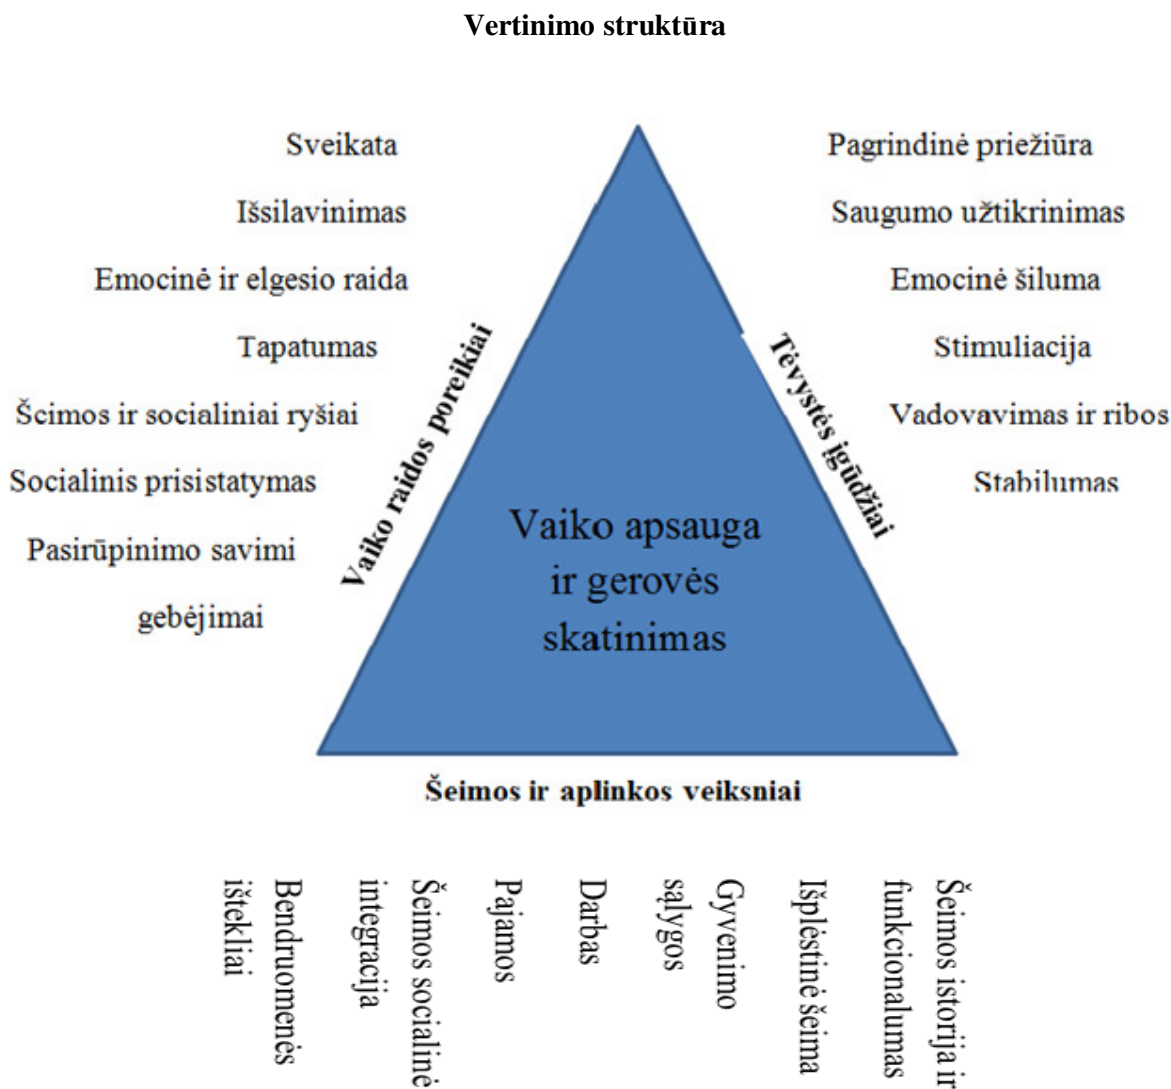 Vertinimo struktūra
Sveikata
Išsilavinimas
Emocinė ir elgesio raida
Tapatumas
Šeimos ir socialiniai ryšiai
Socialinis prisistatymas
Pasirūpinimo savimi
gebėjimai
Vaiko raidos poreikiai
Vaiko apsauga
ir gerovės
skatinimas
Tėvystės įgūdžiai
Pagrindinė priežiūra
Saugumo užtikrinimas
Emocinė šiluma
Stimuliacija
Vadovavimas ir ribos
Stabilumas
Šeimos ir aplinkos veiksniai
Bendruomenės
ištekliai
Šeimos socialinė
integracija
Pajamos
Darbas
Gyvenimo
sąlygos
Išplėstinė šeima
Šeimos istorija ir
funkcionalumas